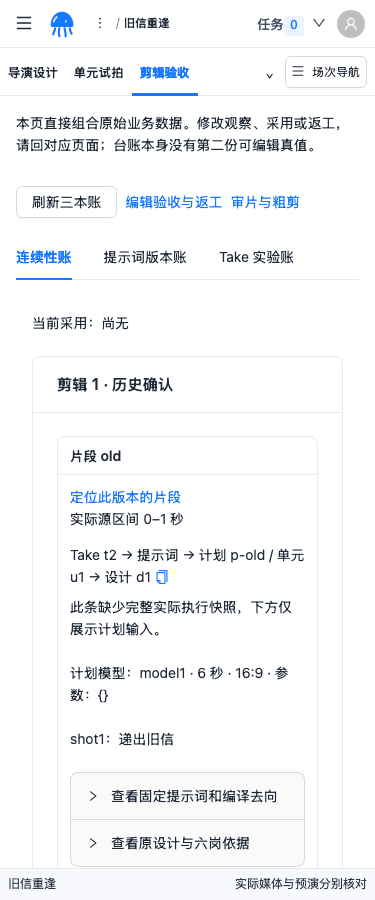 / 旧信重逢
任务 0
导演设计 单元试拍 剪辑验收 场次导航
本页直接组合原始业务数据。修改观察、采用或返工，
请回对应页面；台账本身没有第二份可编辑真值。
刷新三本账 编辑验收与返工 审片与粗剪
连续性账 提示词版本账 Take 实验账
当前采用：尚无
剪辑 1 · 历史确认
片段 old
定位此版本的片段
实际源区间 0–1 秒
Take t2 → 提示词 → 计划 p-old / 单元
u1 → 设计 d1
此条缺少完整实际执行快照，下方仅
展示计划输入。
计划模型：model1 · 6 秒 · 16:9 · 参
数：{}
shot1：递出旧信
查看固定提示词和编译去向
查看原设计与六岗依据
旧信重逢 实际媒体与预演分别核对